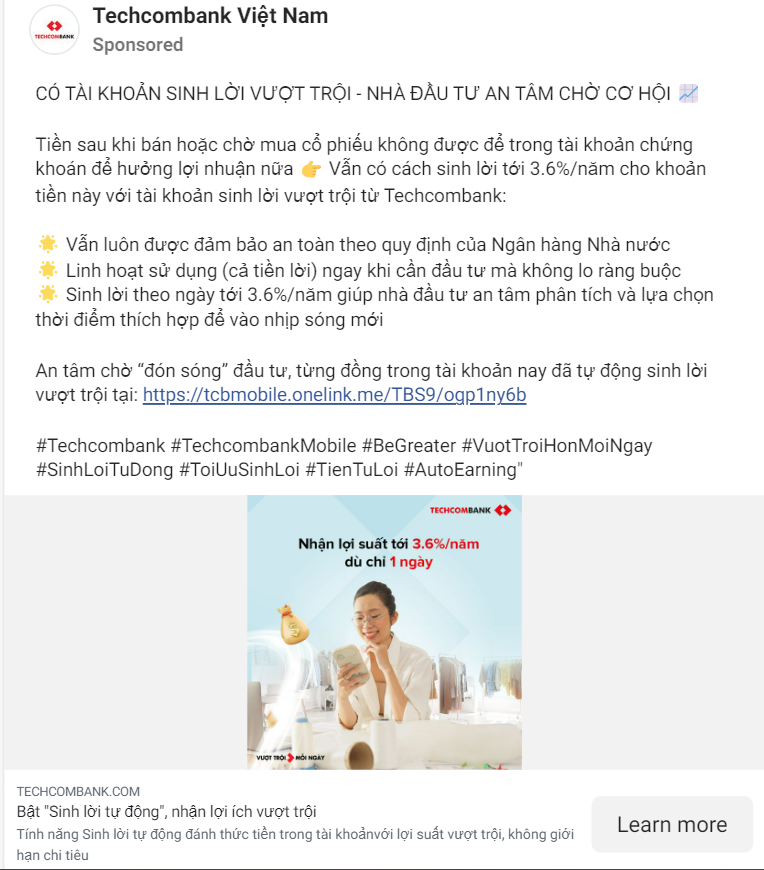 Techcombank Việt Nam
TECHCOMBANK
Sponsored
CÓ TÀI KHOẢN SINH LỜI VƯỢT TRỘI - NHÀ ĐẦU TƯ AN TÂM CHỜ CƠ HỘI 📈
Tiền sau khi bán hoặc chờ mua cổ phiếu không được để trong tài khoản chứng
khoán để hưởng lợi nhuận nữa 👉 Vẫn có cách sinh lời tới 3.6%/năm cho khoản
tiền này với tài khoản sinh lời vượt trội từ Techcombank:
🌟 Vẫn luôn được đảm bảo an toàn theo quy định của Ngân hàng Nhà nước
🌟 Linh hoạt sử dụng (cả tiền lời) ngay khi cần đầu tư mà không lo ràng buộc
🌟 Sinh lời theo ngày tới 3.6%/năm giúp nhà đầu tư an tâm phân tích và lựa chọn
thời điểm thích hợp để vào nhịp sóng mới
An tâm chờ “đón sóng” đầu tư, từng đồng trong tài khoản nay đã tự động sinh lời
vượt trội tại: https://tcbmobile.onelink.me/TBS9/oqp1ny6b
#Techcombank #TechcombankMobile #BeGreater #VuotTroiHonMoiNgay
#SinhLoiTuDong #ToiUuSinhLoi #TienTuLoi #AutoEarning"
TECHCOMBANK
Nhận lợi suất tới 3.6%/năm
dù chỉ 1 ngày
VƯỢT TRỘI MỖI NGÀY
TECHCOMBANK.COM
Bật "Sinh lời tự động", nhận lợi ích vượt trội
Tính năng Sinh lời tự động đánh thức tiền trong tài khoảnvới lợi suất vượt trội, không giới
hạn chi tiêu
Learn more